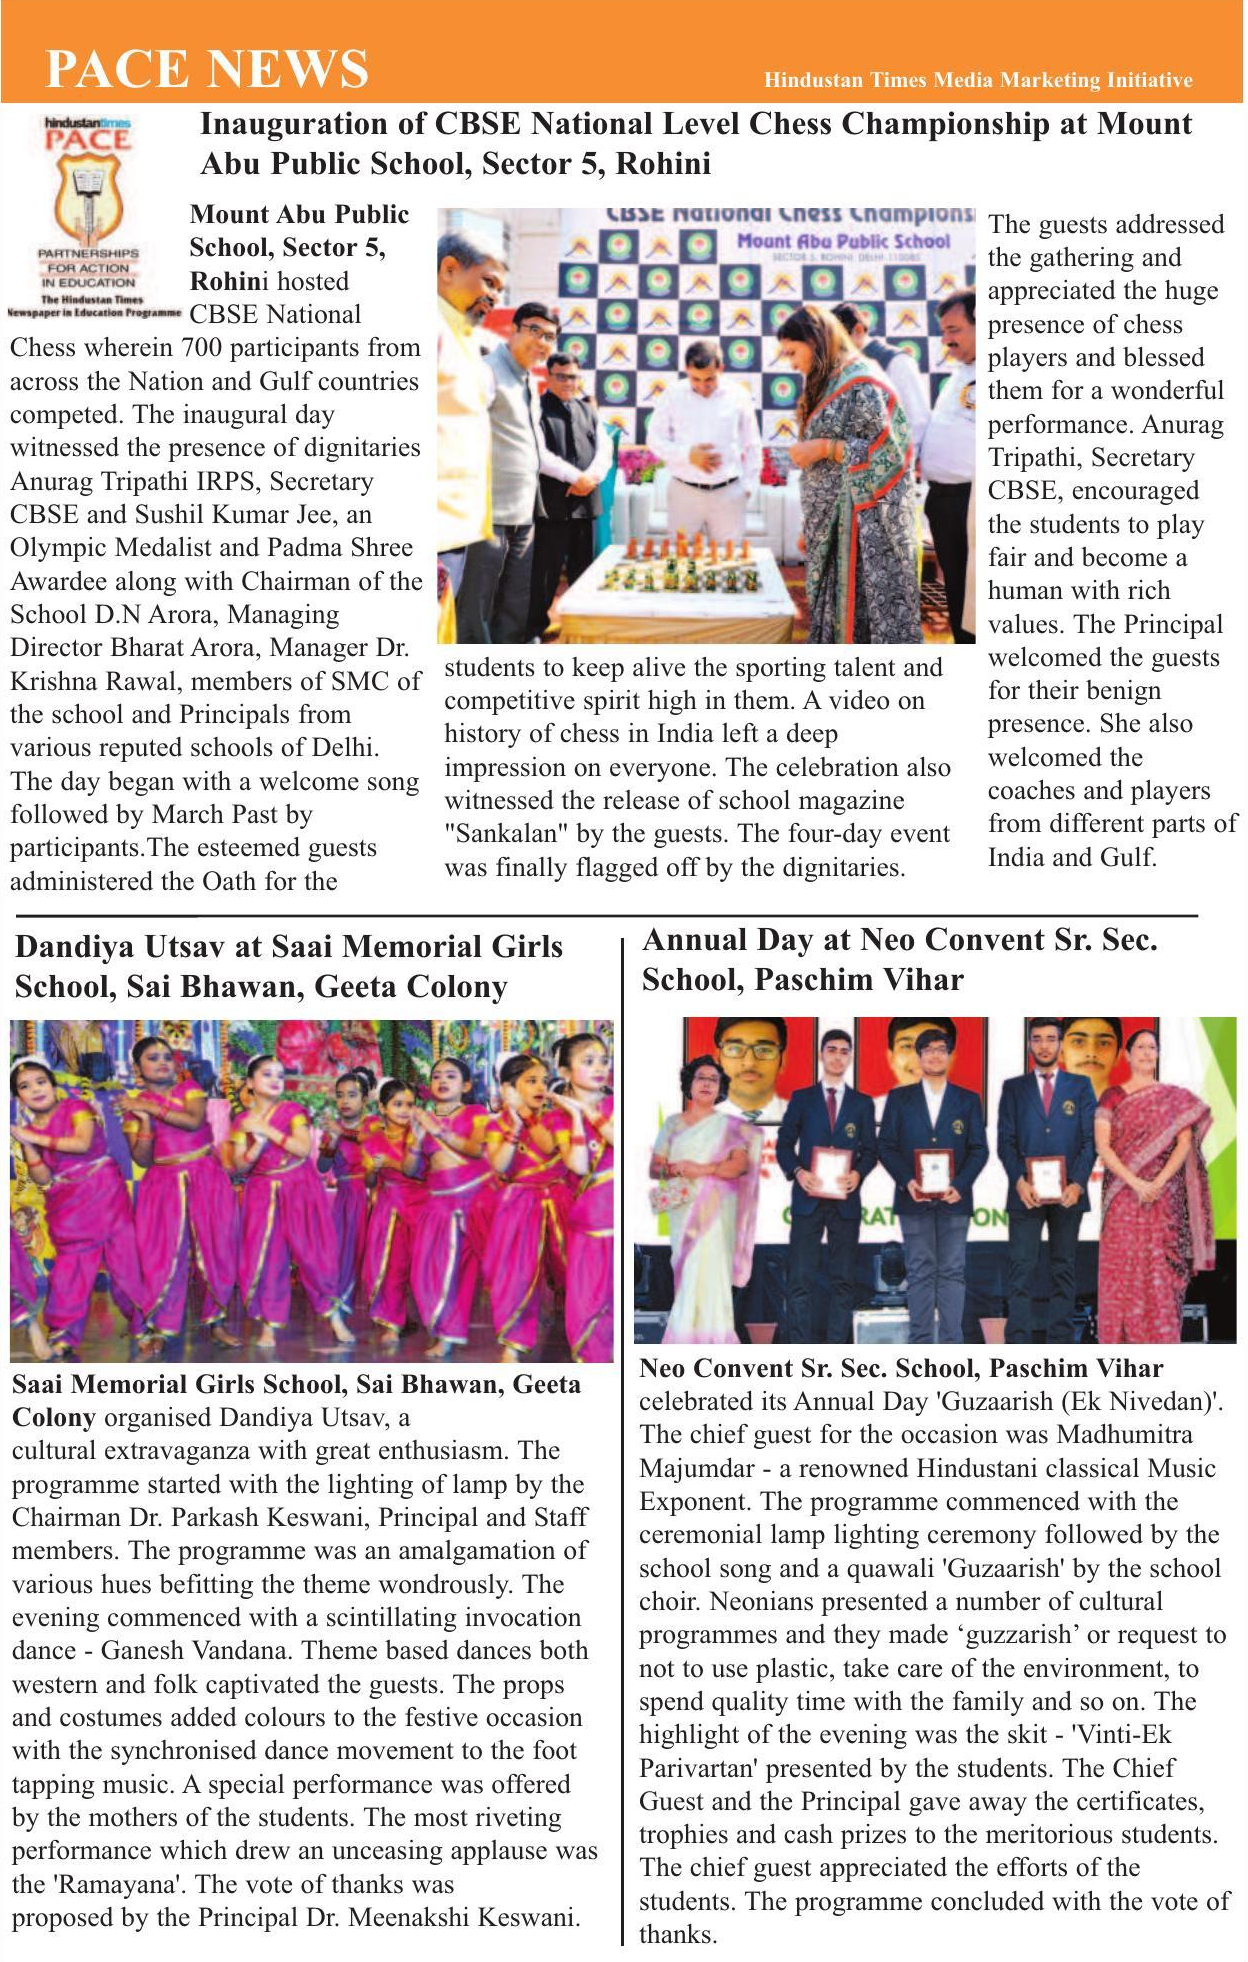 PACE NEWS
Hindustan Times Media Marketing Initiative
hindustantimes
PACE
PARTNERSHIPS
FOR ACTION
IN EDUCATION
The Hindustan Times
Newspaper in Education Programme
Inauguration of CBSE National Level Chess Championship at Mount
Abu Public School, Sector 5, Rohini
Mount Abu Public
School, Sector 5,
Rohini hosted
CBSE National
Chess wherein 700 participants from
across the Nation and Gulf countries
competed. The inaugural day
witnessed the presence of dignitaries
Anurag Tripathi IRPS, Secretary
CBSE and Sushil Kumar Jee, an
Olympic Medalist and Padma Shree
Awardee along with Chairman of the
School D.N Arora, Managing
Director Bharat Arora, Manager Dr.
Krishna Rawal, members of SMC of
the school and Principals from
various reputed schools of Delhi.
The day began with a welcome song
followed by March Past by
participants.The esteemed guests
administered the Oath for the
CBSE National Chess Champions
Mount Abu Public School
SECTOR 5, ROHINI, DELHI 110085
students to keep alive the sporting talent and
competitive spirit high in them. A video on
history of chess in India left a deep
impression on everyone. The celebration also
witnessed the release of school magazine
"Sankalan" by the guests. The four-day event
was finally flagged off by the dignitaries.
The guests addressed
the gathering and
appreciated the huge
presence of chess
players and blessed
them for a wonderful
performance. Anurag
Tripathi, Secretary
CBSE, encouraged
the students to play
fair and become a
human with rich
values. The Principal
welcomed the guests
for their benign
presence. She also
welcomed the
coaches and players
from different parts of
India and Gulf.
Dandiya Utsav at Saai Memorial Girls
School, Sai Bhawan, Geeta Colony
Saai Memorial Girls School, Sai Bhawan, Geeta
Colony organised Dandiya Utsav, a
cultural extravaganza with great enthusiasm. The
programme started with the lighting of lamp by the
Chairman Dr. Parkash Keswani, Principal and Staff
members. The programme was an amalgamation of
various hues befitting the theme wondrously. The
evening commenced with a scintillating invocation
dance - Ganesh Vandana. Theme based dances both
western and folk captivated the guests. The props
and costumes added colours to the festive occasion
with the synchronised dance movement to the foot
tapping music. A special performance was offered
by the mothers of the students. The most riveting
performance which drew an unceasing applause was
the 'Ramayana'. The vote of thanks was
proposed by the Principal Dr. Meenakshi Keswani.
Annual Day at Neo Convent Sr. Sec.
School, Paschim Vihar
Neo Convent Sr. Sec. School, Paschim Vihar
celebrated its Annual Day 'Guzaarish (Ek Nivedan)'.
The chief guest for the occasion was Madhumitra
Majumdar - a renowned Hindustani classical Music
Exponent. The programme commenced with the
ceremonial lamp lighting ceremony followed by the
school song and a quawali 'Guzaarish' by the school
choir. Neonians presented a number of cultural
programmes and they made ‘guzzarish’ or request to
not to use plastic, take care of the environment, to
spend quality time with the family and so on. The
highlight of the evening was the skit - 'Vinti-Ek
Parivartan' presented by the students. The Chief
Guest and the Principal gave away the certificates,
trophies and cash prizes to the meritorious students.
The chief guest appreciated the efforts of the
students. The programme concluded with the vote of
thanks.